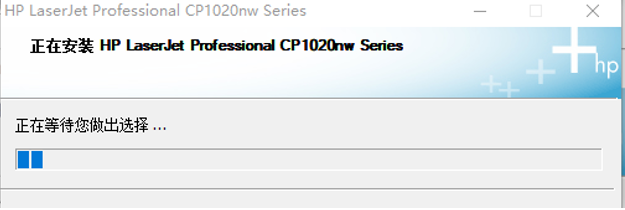 HP LaserJet Professional CP1020nw Series
正在安装 HP LaserJet Professional CP1020nw Series
hp
正在等待您做出选择 ...